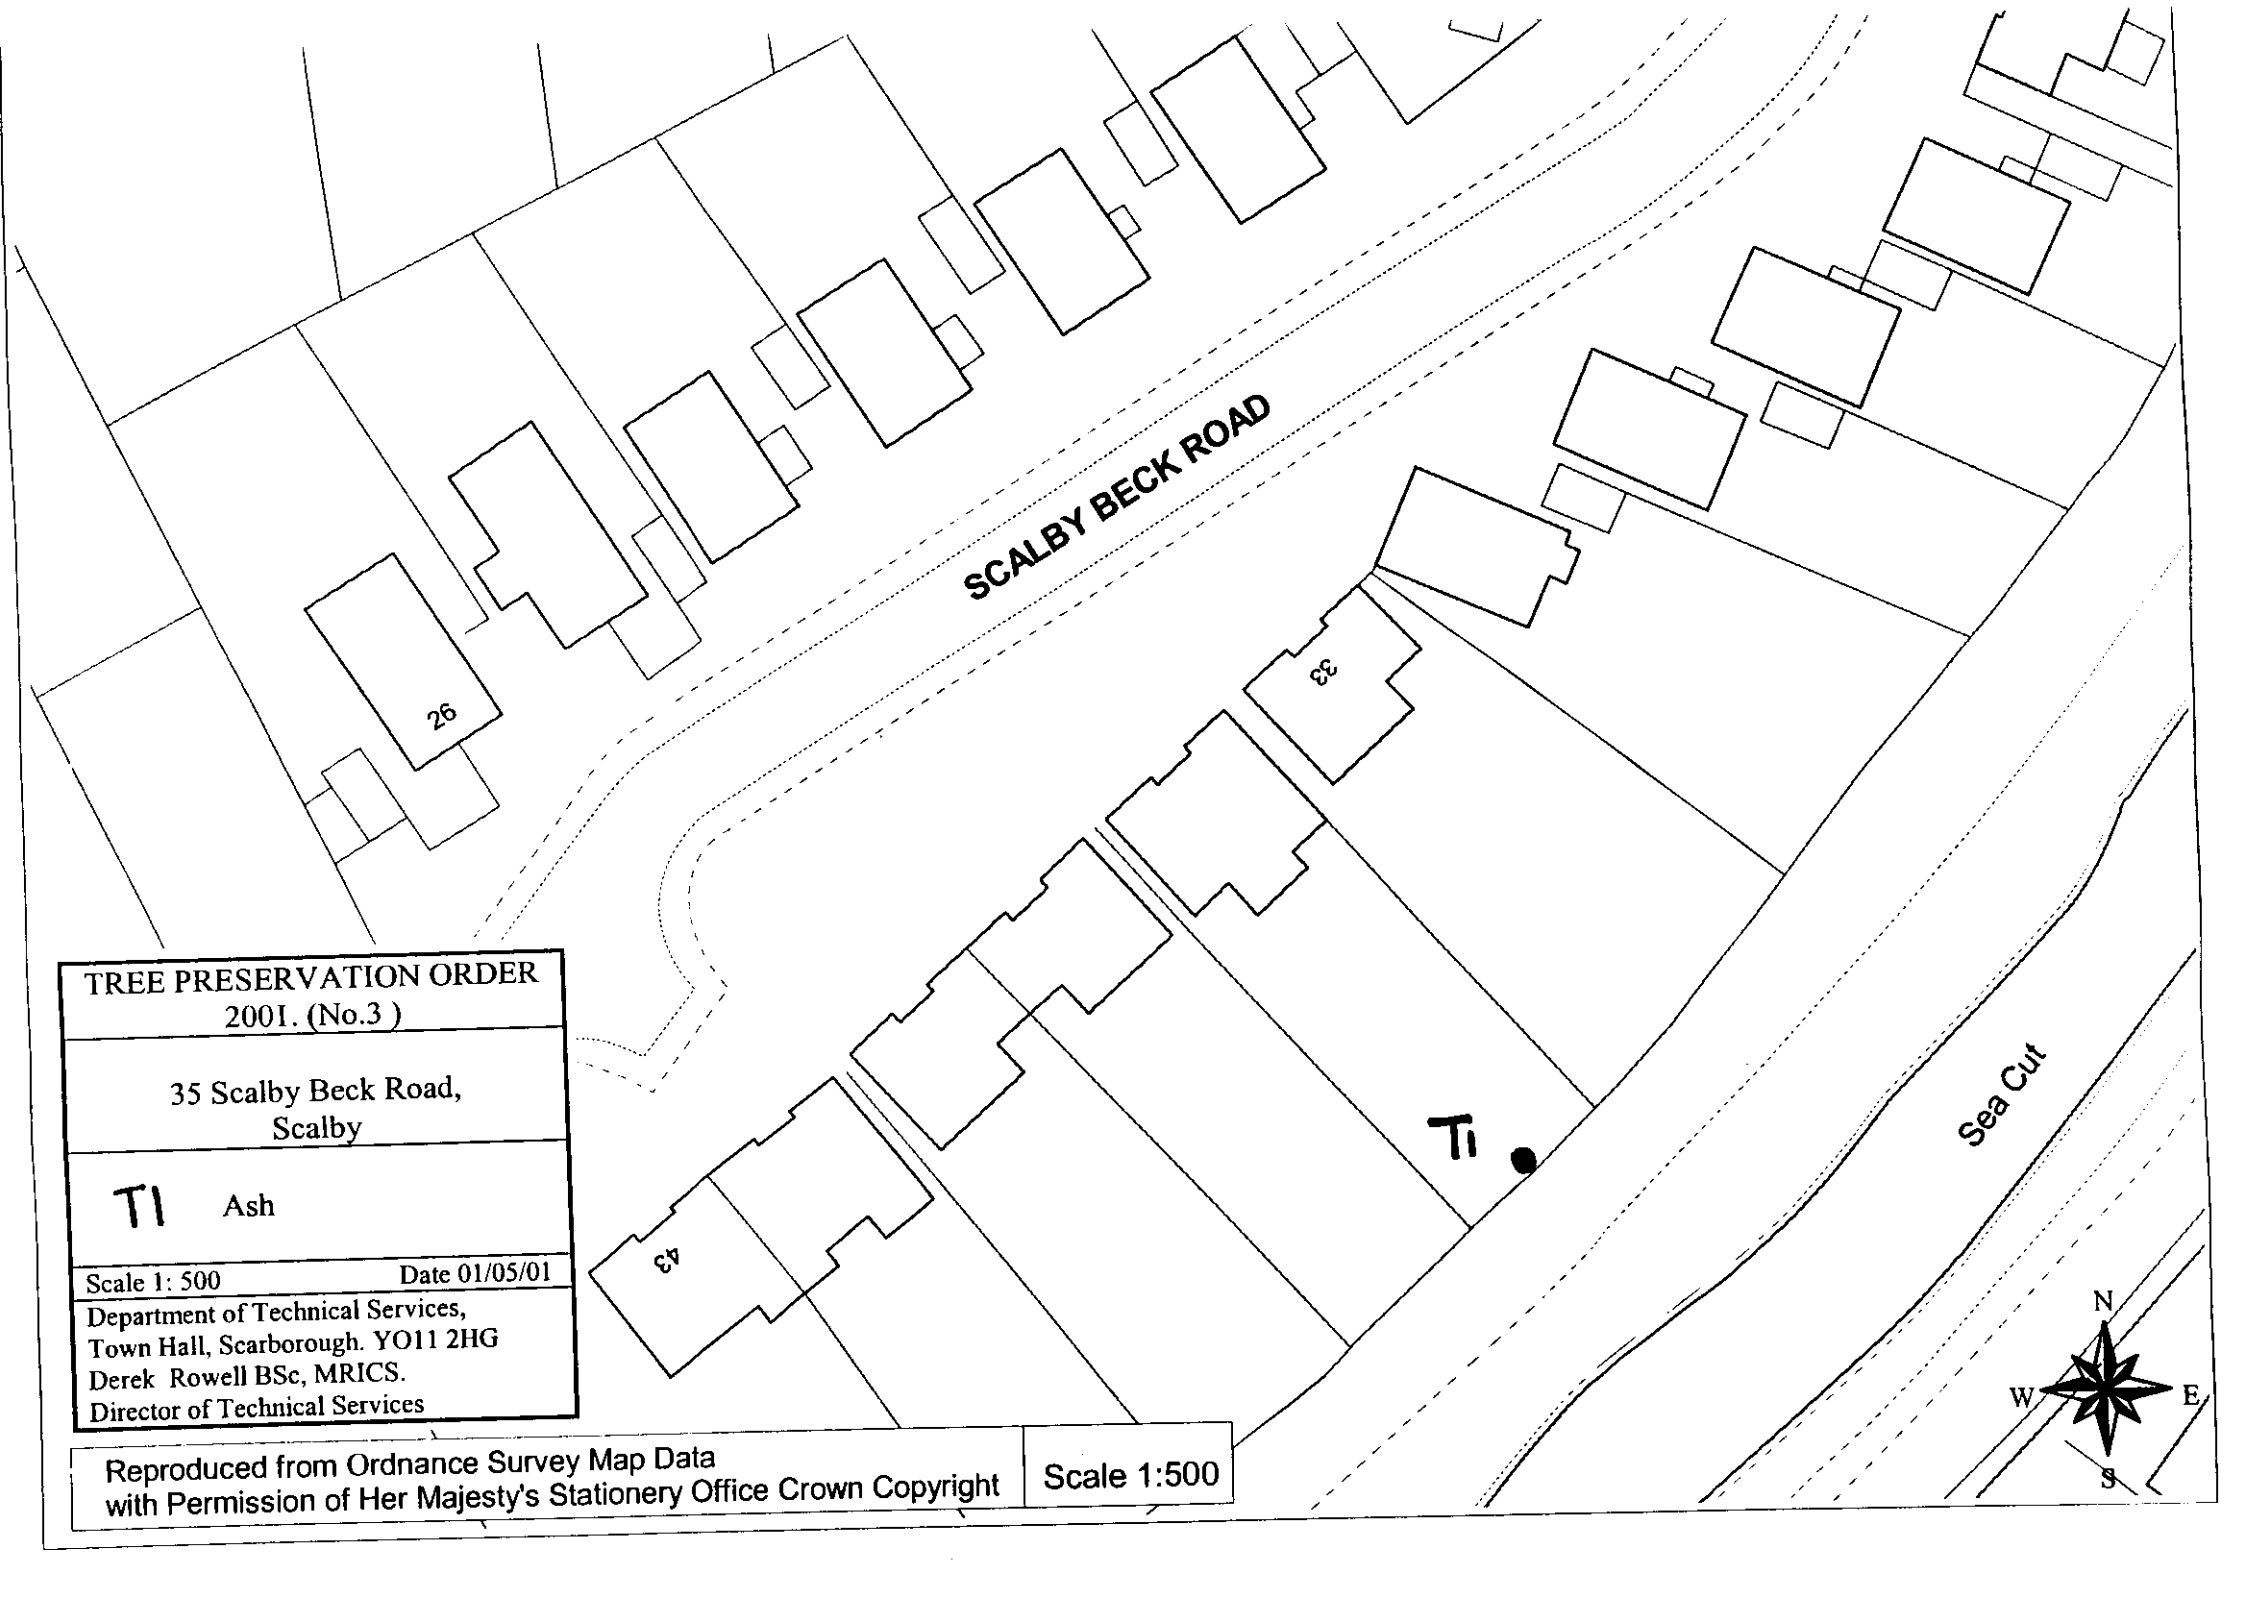 SCALBY BECK ROAD
26
33
43
T1
Sea Cut
TREE PRESERVATION ORDER
2001. (No.3 )
35 Scalby Beck Road,
Scalby
T1 Ash
Scale 1: 500 Date 01/05/01
Department of Technical Services,
Town Hall, Scarborough. YO11 2HG
Derek Rowell BSc, MRICS.
Director of Technical Services
N
W E
S
Reproduced from Ordnance Survey Map Data
with Permission of Her Majesty's Stationery Office Crown Copyright
Scale 1:500